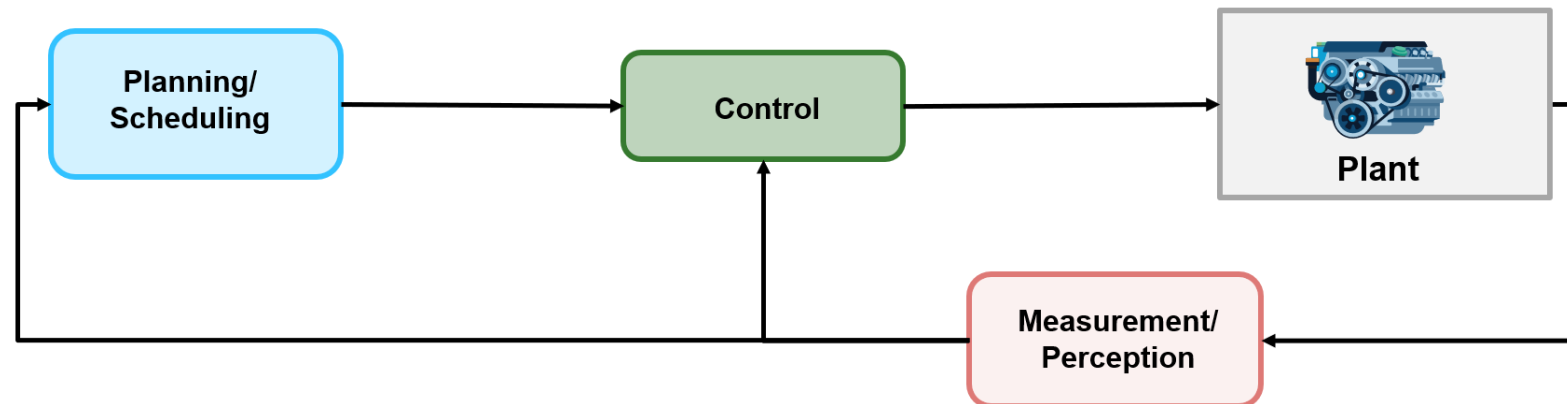 Planning/
Scheduling
Control
Plant
Measurement/
Perception